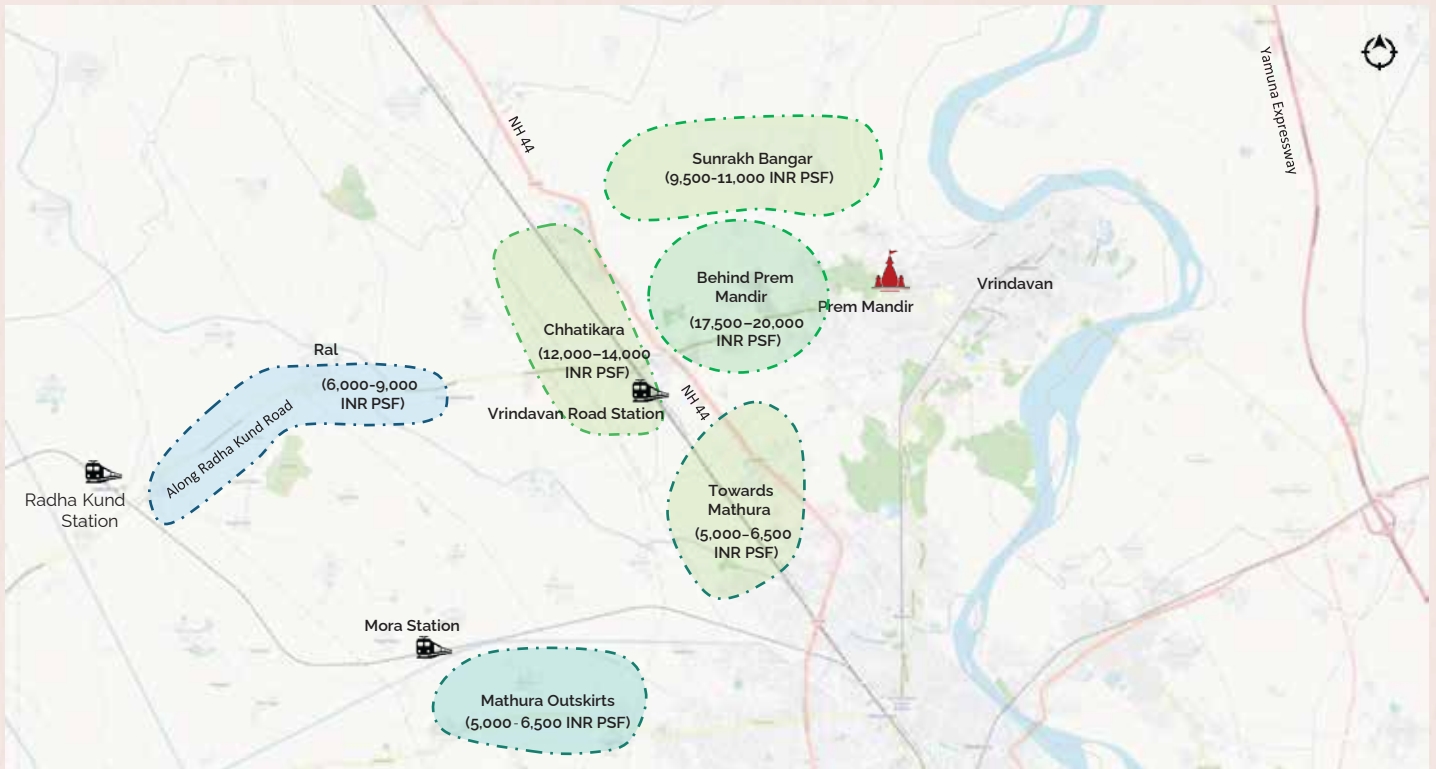 NH 44
Yamuna Expressway
Sunrakh Bangar
(9,500-11,000 INR PSF)
Behind Prem
Mandir
(17,500–20,000
INR PSF)
Prem Mandir
Vrindavan
Chhatikara
(12,000–14,000
INR PSF)
Vrindavan Road Station
NH 44
Ral
(6,000-9,000
INR PSF)
Along Radha Kund Road
Radha Kund
Station
Towards
Mathura
(5,000-6,500
INR PSF)
Mora Station
Mathura Outskirts
(5,000-6,500 INR PSF)